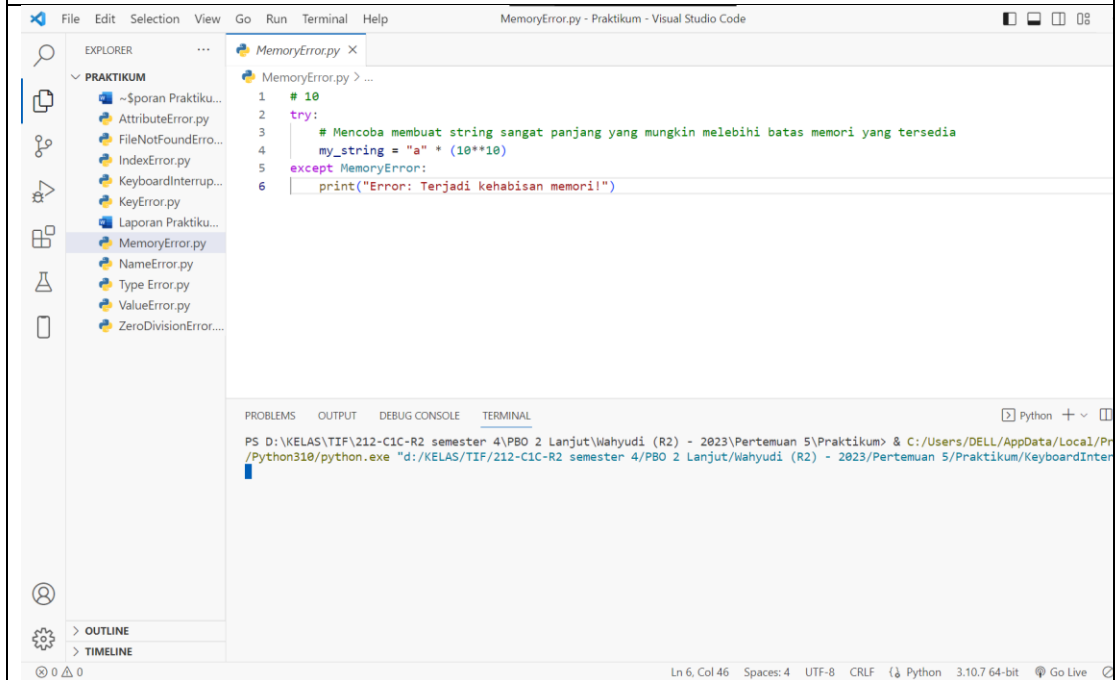 File Edit Selection View Go Run Terminal Help MemoryError.py - Praktikum - Visual Studio Code
EXPLORER ...
PRAKTIKUM
~$poran Praktiku...
AttributeError.py
FileNotFoundErro...
IndexError.py
KeyboardInterrup...
KeyError.py
Laporan Praktiku...
MemoryError.py
NameError.py
Type Error.py
ValueError.py
ZeroDivisionError....
OUTLINE
TIMELINE
MemoryError.py
MemoryError.py > ...
1 # 10
2 try:
3 # Mencoba membuat string sangat panjang yang mungkin melebihi batas memori yang tersedia
4 my_string = "a" * (10**10)
5 except MemoryError:
6 print("Error: Terjadi kehabisan memori!")
PROBLEMS OUTPUT DEBUG CONSOLE TERMINAL Python
PS D:\KELAS\TIF\212-C1C-R2 semester 4\PBO 2 Lanjut\Wahyudi (R2) - 2023\Pertemuan 5\Praktikum> & C:/Users/DELL/AppData/Local/Pr
/Python310/python.exe "d:/KELAS/TIF/212-C1C-R2 semester 4/PBO 2 Lanjut/Wahyudi (R2) - 2023/Pertemuan 5/Praktikum/KeyboardInter
0 0 Ln 6, Col 46 Spaces: 4 UTF-8 CRLF Python 3.10.7 64-bit Go Live